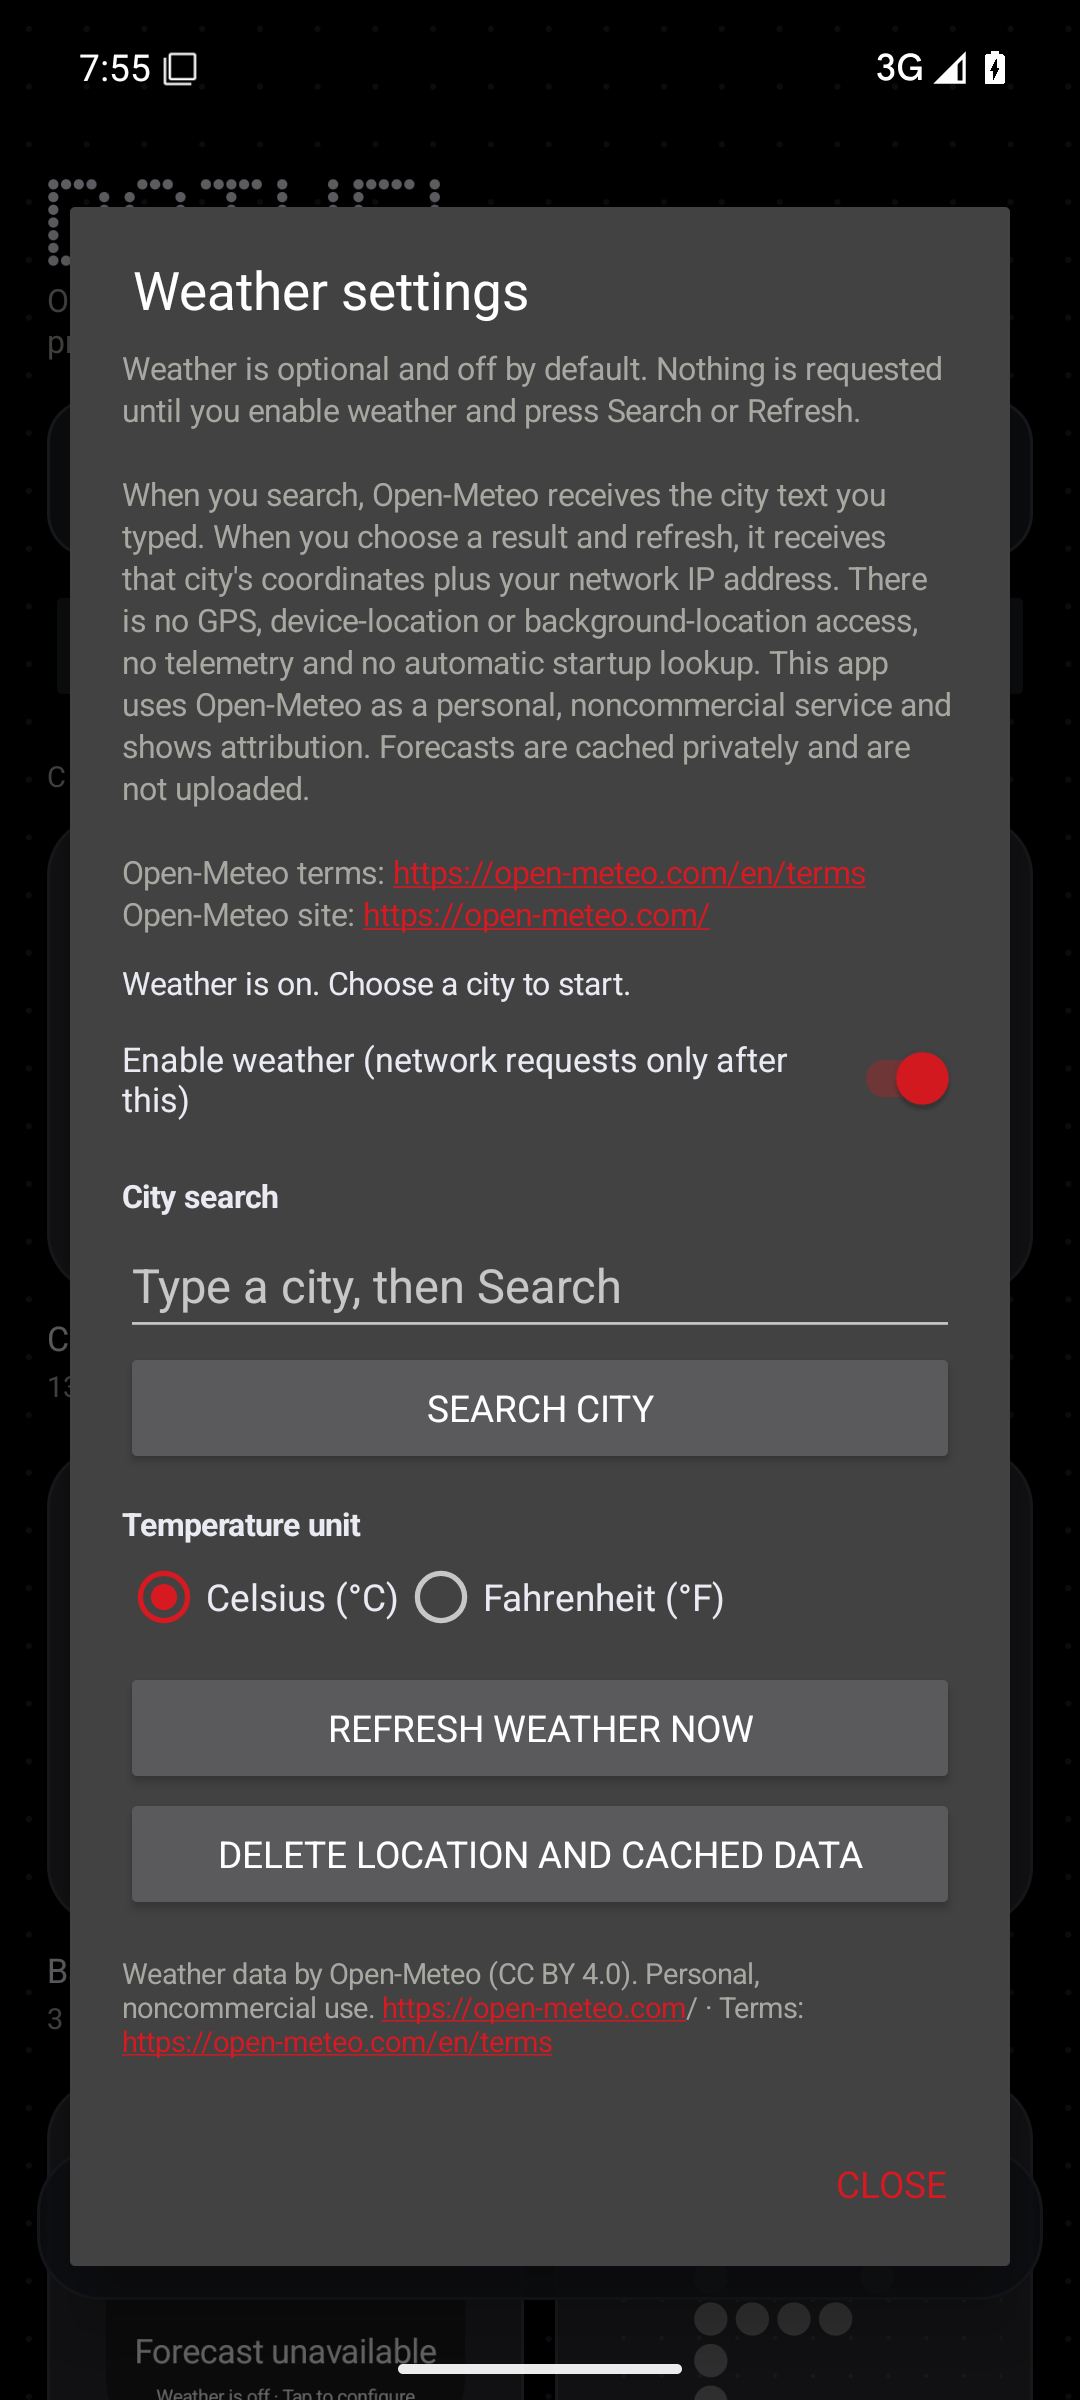 7:55
3G
Weather settings
Weather is optional and off by default. Nothing is requested
until you enable weather and press Search or Refresh.
When you search, Open-Meteo receives the city text you
typed. When you choose a result and refresh, it receives
that city's coordinates plus your network IP address. There
is no GPS, device-location or background-location access,
no telemetry and no automatic startup lookup. This app
uses Open-Meteo as a personal, noncommercial service and
shows attribution. Forecasts are cached privately and are
not uploaded.
Open-Meteo terms: https://open-meteo.com/en/terms
Open-Meteo site: https://open-meteo.com/
Weather is on. Choose a city to start.
Enable weather (network requests only after
this)
City search
Type a city, then Search
SEARCH CITY
Temperature unit
Celsius (°C)
Fahrenheit (°F)
REFRESH WEATHER NOW
DELETE LOCATION AND CACHED DATA
Weather data by Open-Meteo (CC BY 4.0). Personal,
noncommercial use. https://open-meteo.com/ · Terms:
https://open-meteo.com/en/terms
CLOSE
Forecast unavailable
Weather is off · Tap to configure